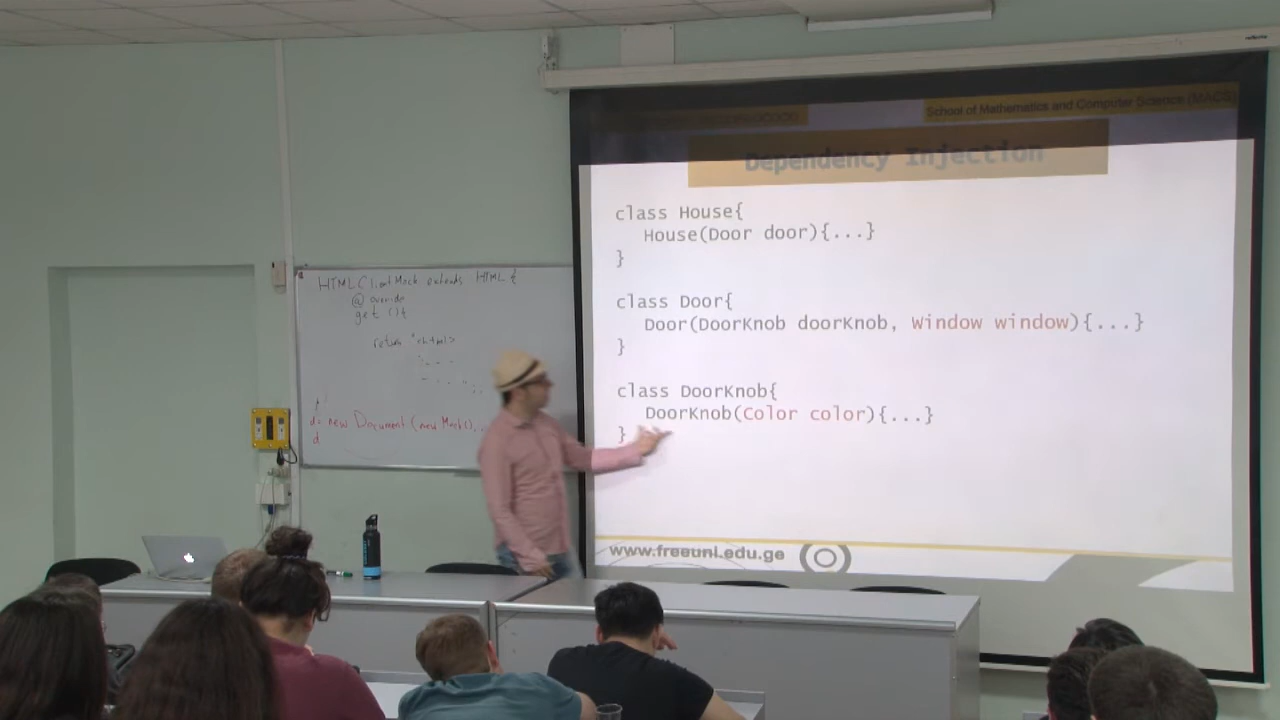 School of Mathematics and Computer Science (MACS)
Dependency Injection
class House{
House(Door door){...}
}
class Door{
Door(DoorKnob doorKnob, Window window){...}
}
class DoorKnob{
DoorKnob(Color color){...}
}
www.freeuni.edu.ge
HTMLClientMock extends HTML {
@ override
get () {
return "<html>
d = new Document (new Mock(),
d